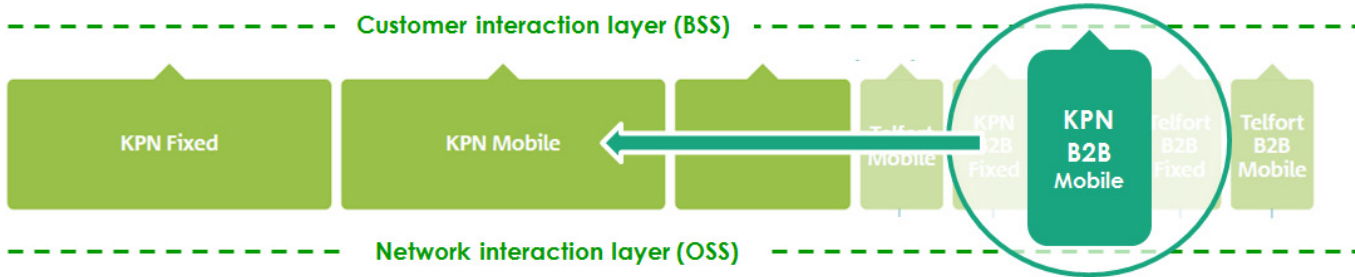 Customer interaction layer (BSS)
KPN Fixed
KPN Mobile
Telfort
Mobile
KPN
B2B
Fixed
KPN
B2B
Mobile
Telfort
B2B
Fixed
Telfort
B2B
Mobile
Network interaction layer (OSS)